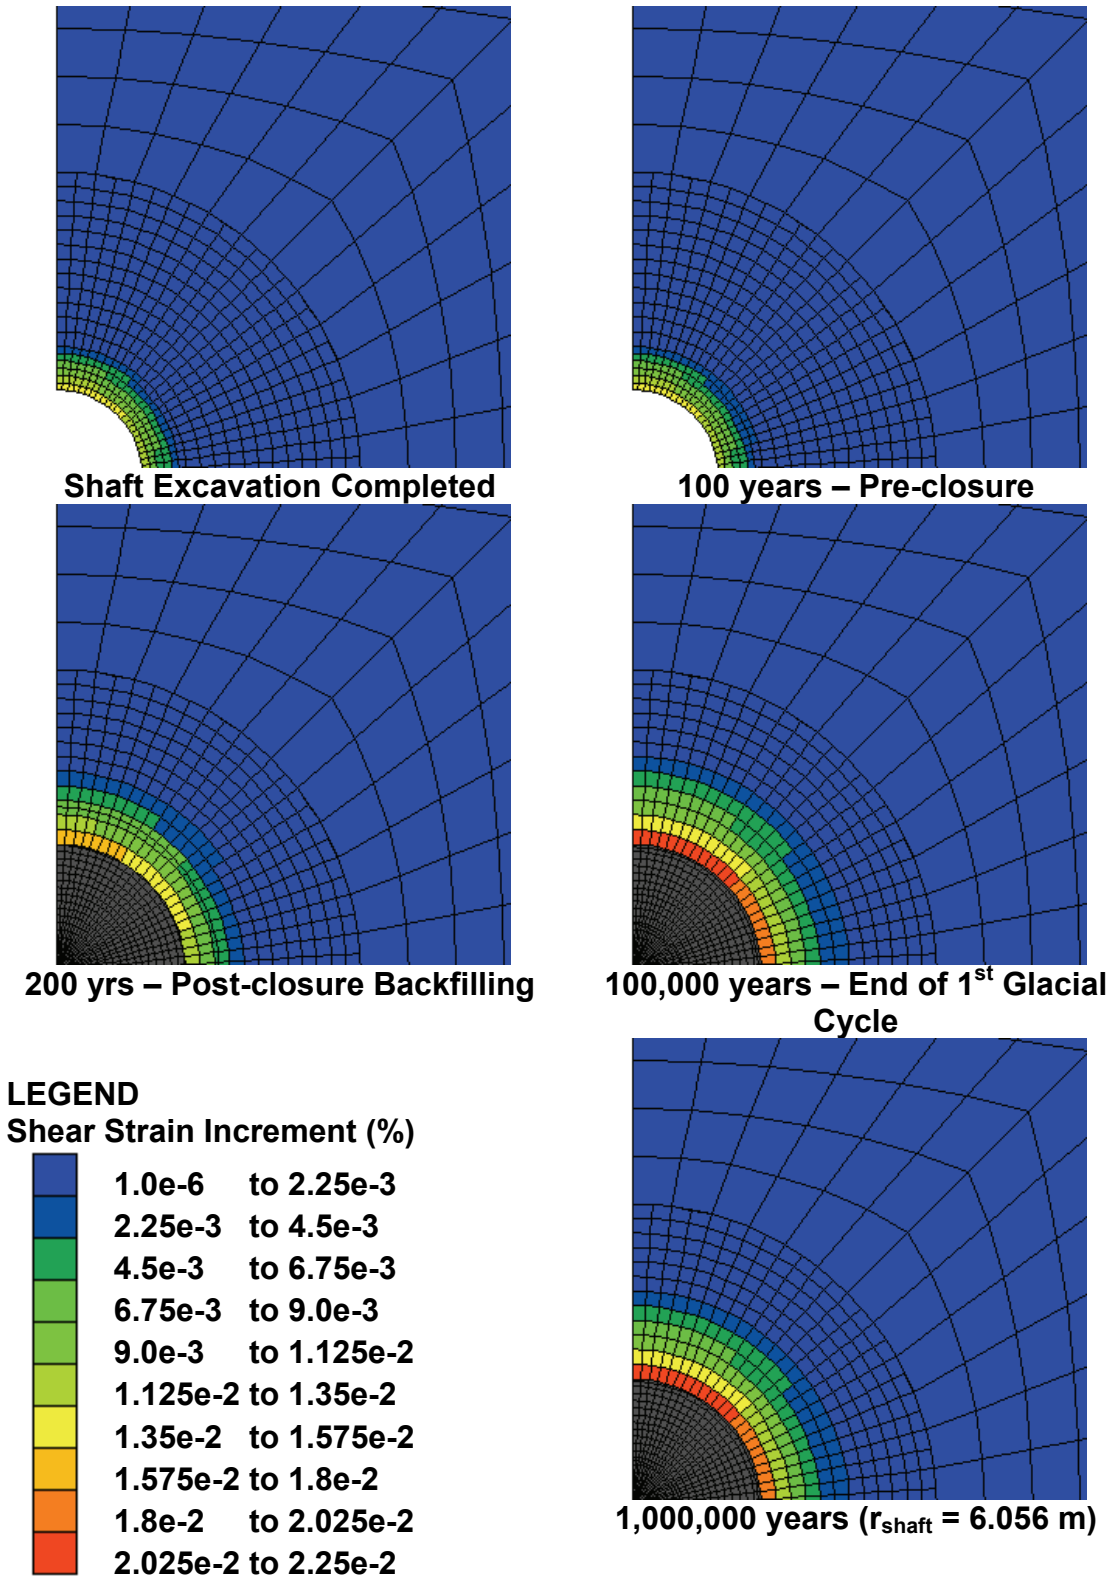 Shaft Excavation Completed
100 years – Pre-closure
200 yrs – Post-closure Backfilling
100,000 years – End of 1st Glacial
Cycle
LEGEND
Shear Strain Increment (%)
1.0e-6 to 2.25e-3
2.25e-3 to 4.5e-3
4.5e-3 to 6.75e-3
6.75e-3 to 9.0e-3
9.0e-3 to 1.125e-2
1.125e-2 to 1.35e-2
1.35e-2 to 1.575e-2
1.575e-2 to 1.8e-2
1.8e-2 to 2.025e-2
2.025e-2 to 2.25e-2
1,000,000 years (rshaft = 6.056 m)